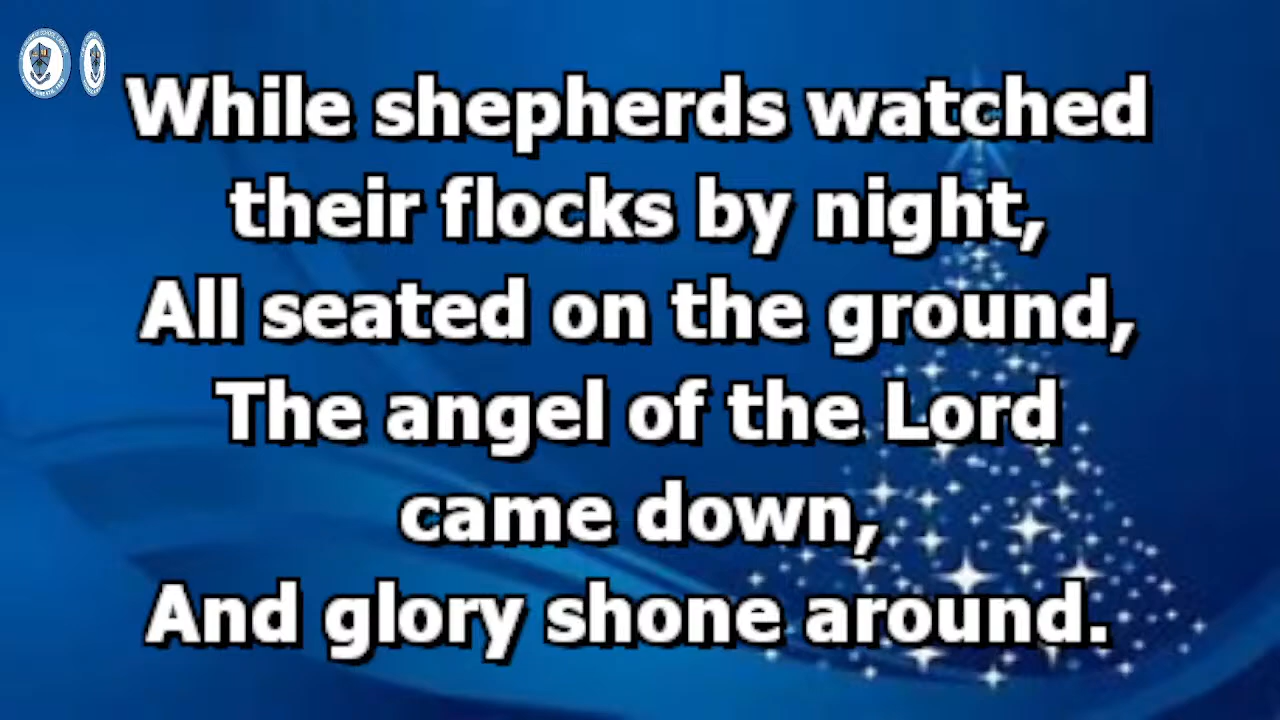 While shepherds watched
their flocks by night,
All seated on the ground,
The angel of the Lord
came down,
And glory shone around.